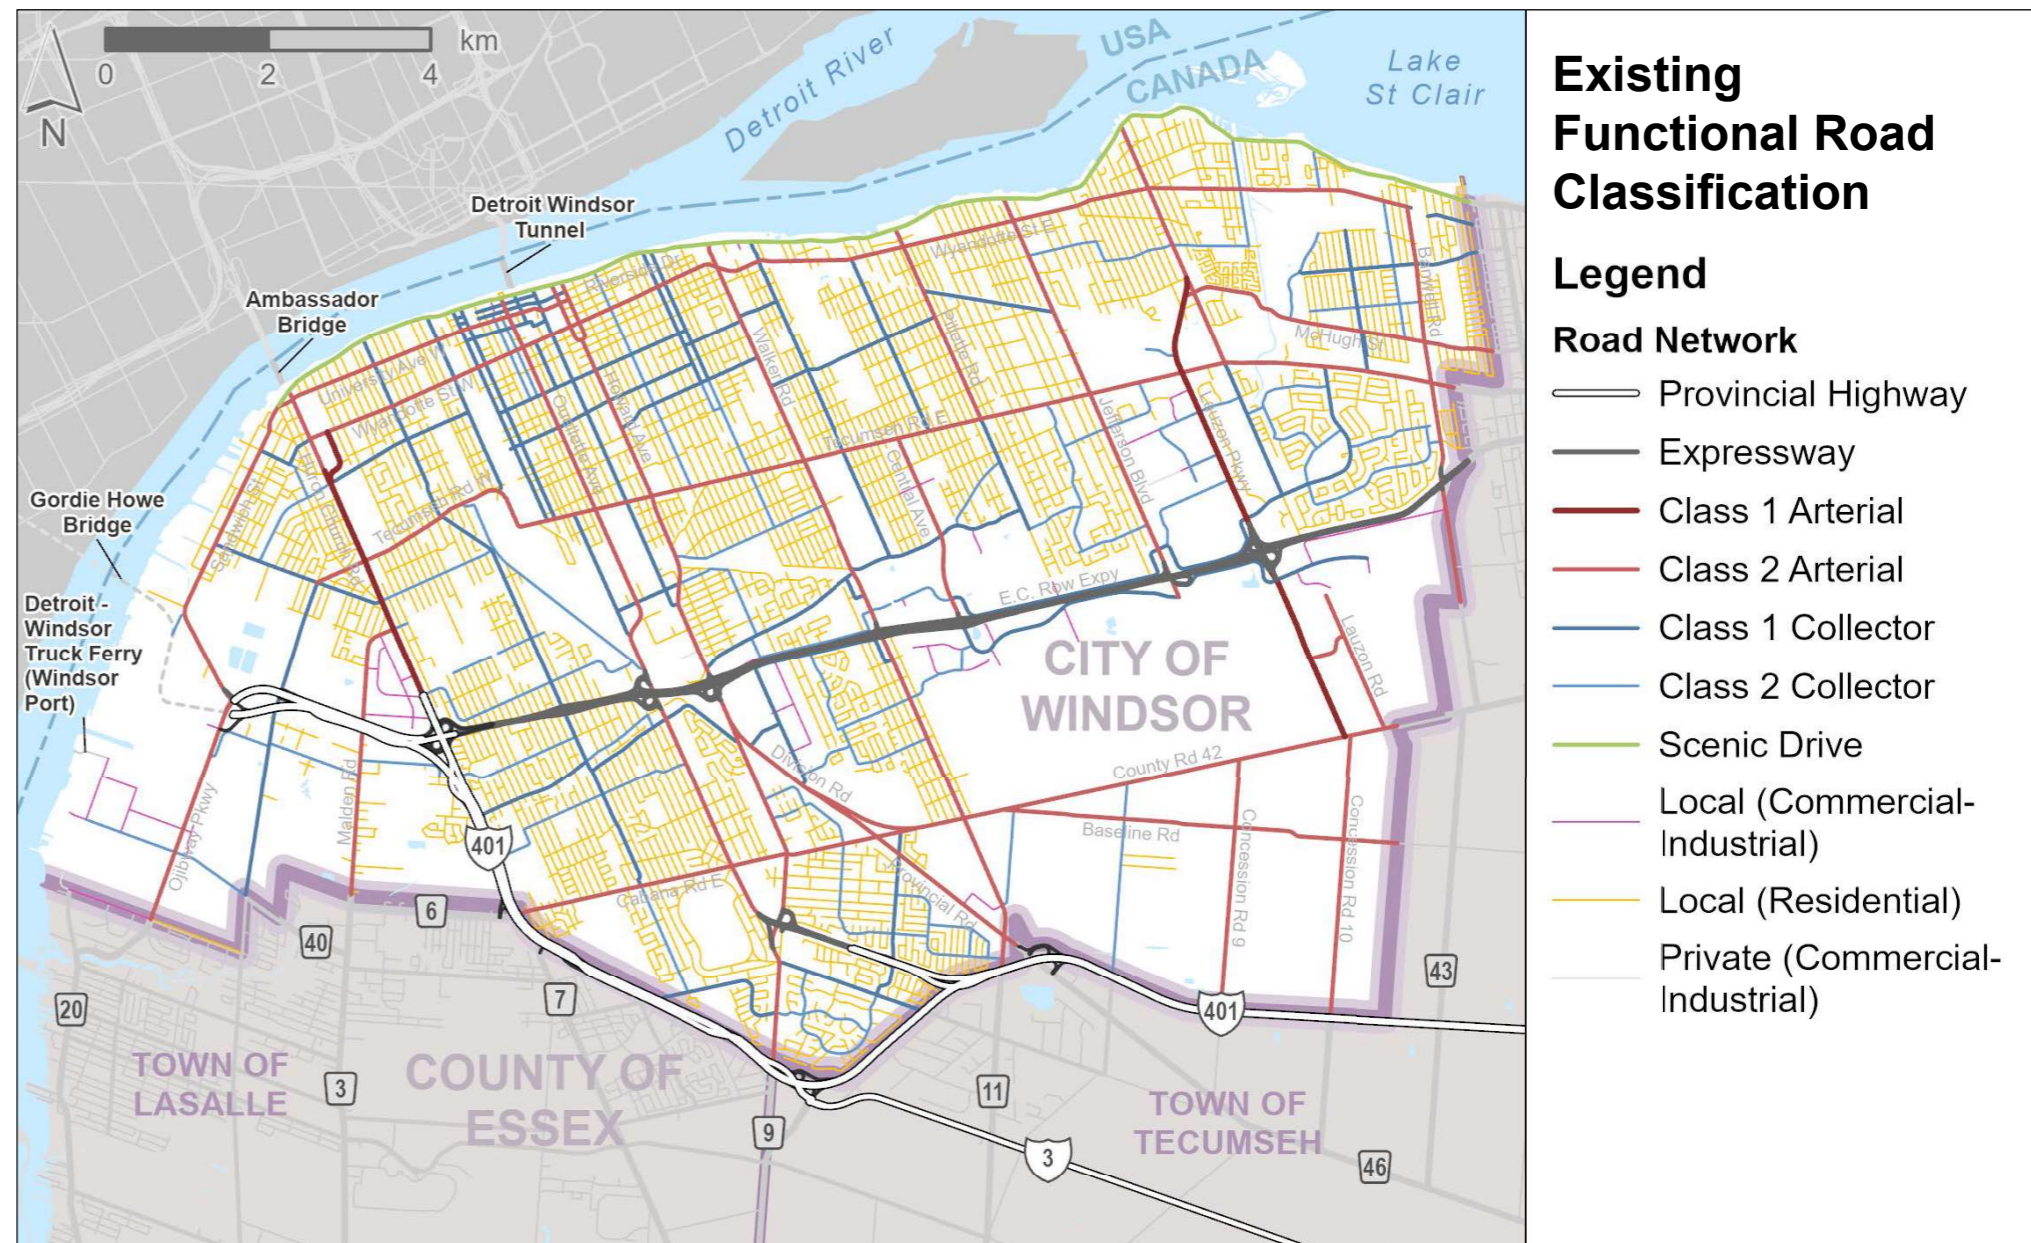 km
0 2 4
N
USA
CANADA
Detroit River
Lake
St Clair
Detroit Windsor
Tunnel
Ambassador
Bridge
Gordie Howe
Bridge
Detroit -
Windsor
Truck Ferry
(Windsor
Port)
Riverside Dr
University Ave W
Wyandotte St W
Wyandotte St E
Sandwich St
Huron Church Rd
Tecumseh Rd W
Tecumseh Rd E
Ouellette Ave
Howard Ave
Walker Rd
Pillette Rd
Central Ave
Jefferson Blvd
Lauzon Pkwy
McHugh St
Banwell Rd
E.C. Row Expy
Lauzon Rd
CITY OF
WINDSOR
County Rd 42
Division Rd
Baseline Rd
Concession Rd 9
Concession Rd 10
Provincial Rd
Cabana Rd E
Malden Rd
Ojibway Pkwy
401
6
40
7
20
3
9
11
401
43
46
3
TOWN OF
LASALLE
COUNTY OF
ESSEX
TOWN OF
TECUMSEH
Existing
Functional Road
Classification
Legend
Road Network
Provincial Highway
Expressway
Class 1 Arterial
Class 2 Arterial
Class 1 Collector
Class 2 Collector
Scenic Drive
Local (Commercial-
Industrial)
Local (Residential)
Private (Commercial-
Industrial)